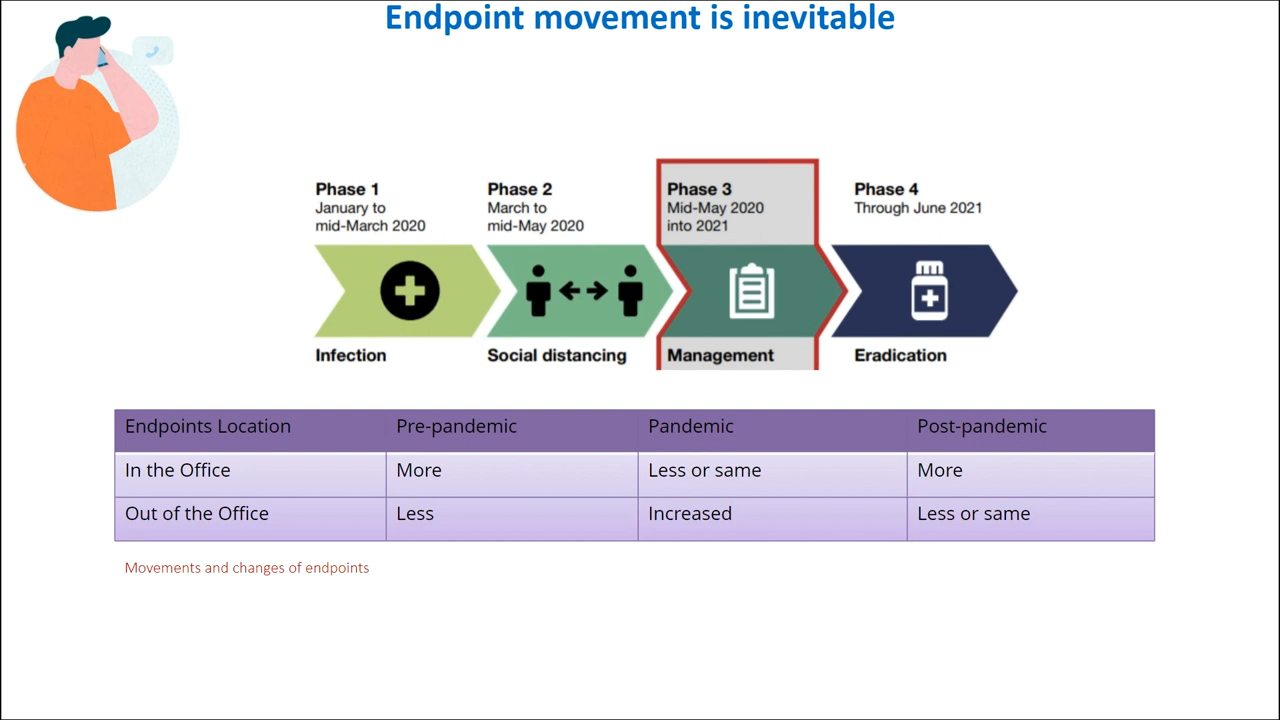 Endpoint movement is inevitable
Phase 1
January to
mid-March 2020
Phase 2
March to
mid-May 2020
Phase 3
Mid-May 2020
into 2021
Phase 4
Through June 2021
Infection
Social distancing
Management
Eradication
Endpoints Location Pre-pandemic Pandemic Post-pandemic
In the Office More Less or same More
Out of the Office Less Increased Less or same
Movements and changes of endpoints